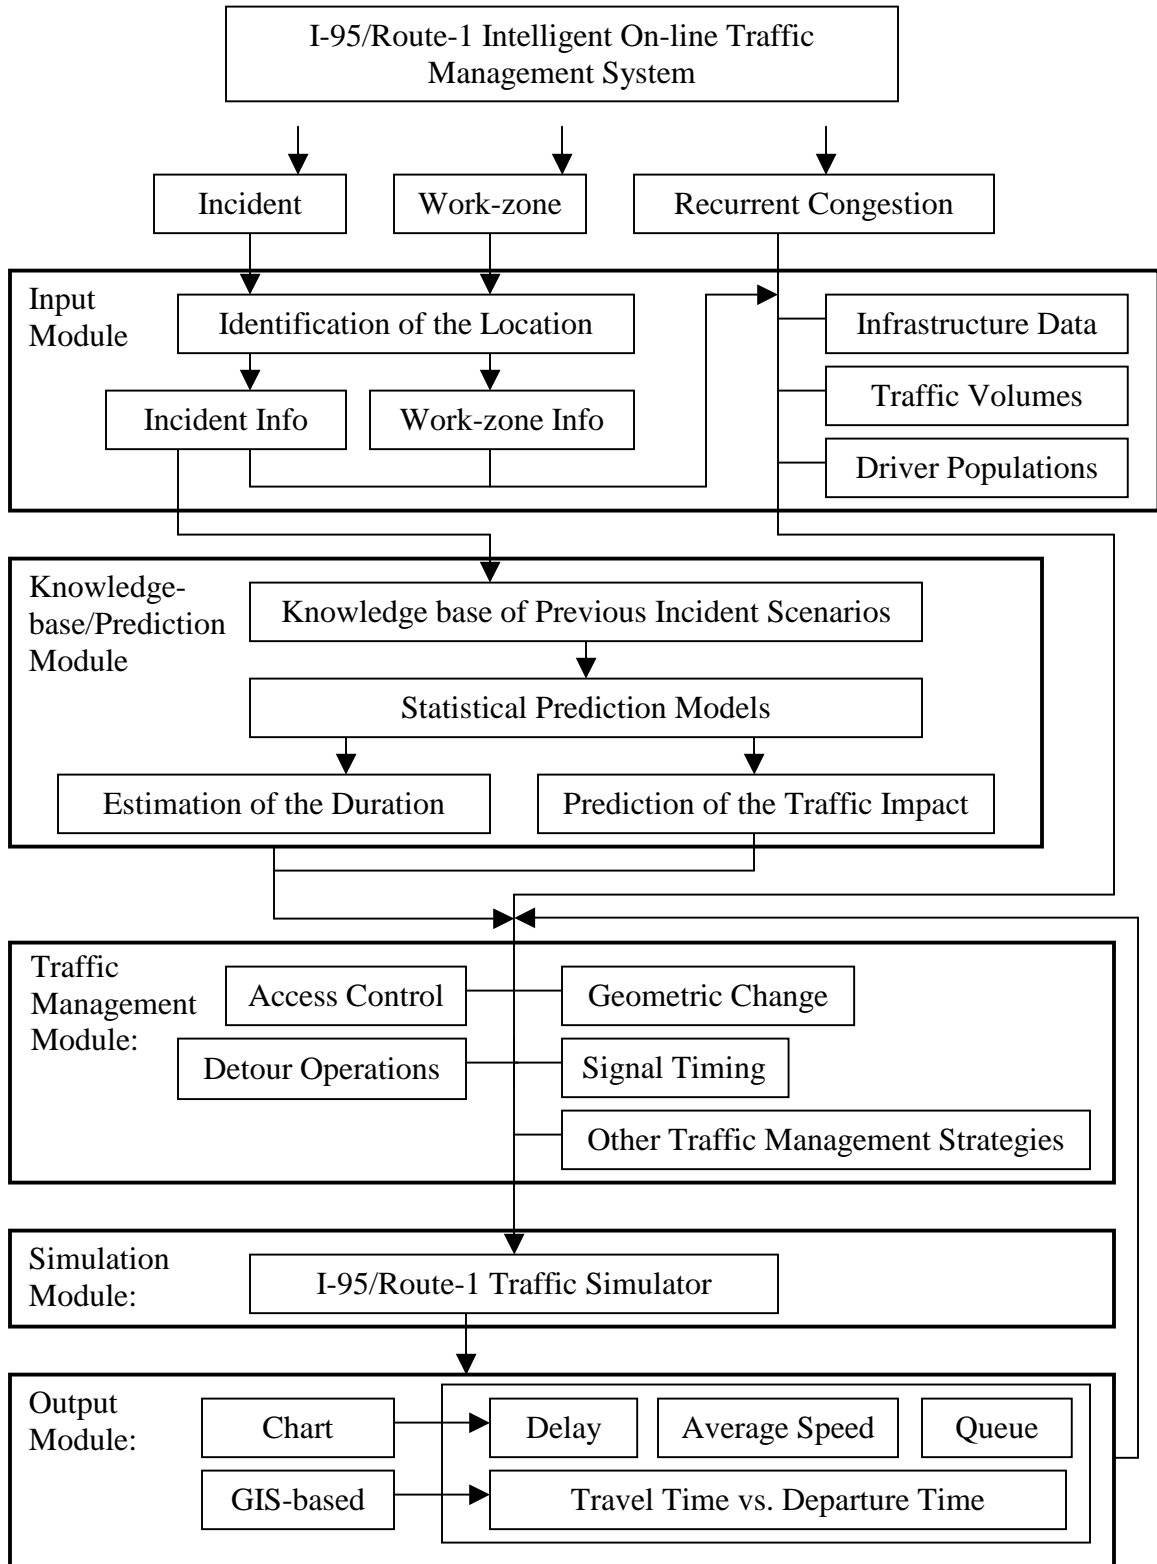 I-95/Route-1 Intelligent On-line Traffic
Management System
Incident
Work-zone
Recurrent Congestion
Input
Module
Identification of the Location
Infrastructure Data
Traffic Volumes
Incident Info
Work-zone Info
Driver Populations
Knowledge-
base/Prediction
Module
Knowledge base of Previous Incident Scenarios
Statistical Prediction Models
Estimation of the Duration
Prediction of the Traffic Impact
Traffic
Management
Module:
Access Control
Geometric Change
Detour Operations
Signal Timing
Other Traffic Management Strategies
Simulation
Module:
I-95/Route-1 Traffic Simulator
Output
Module:
Chart
Delay
Average Speed
Queue
GIS-based
Travel Time vs. Departure Time